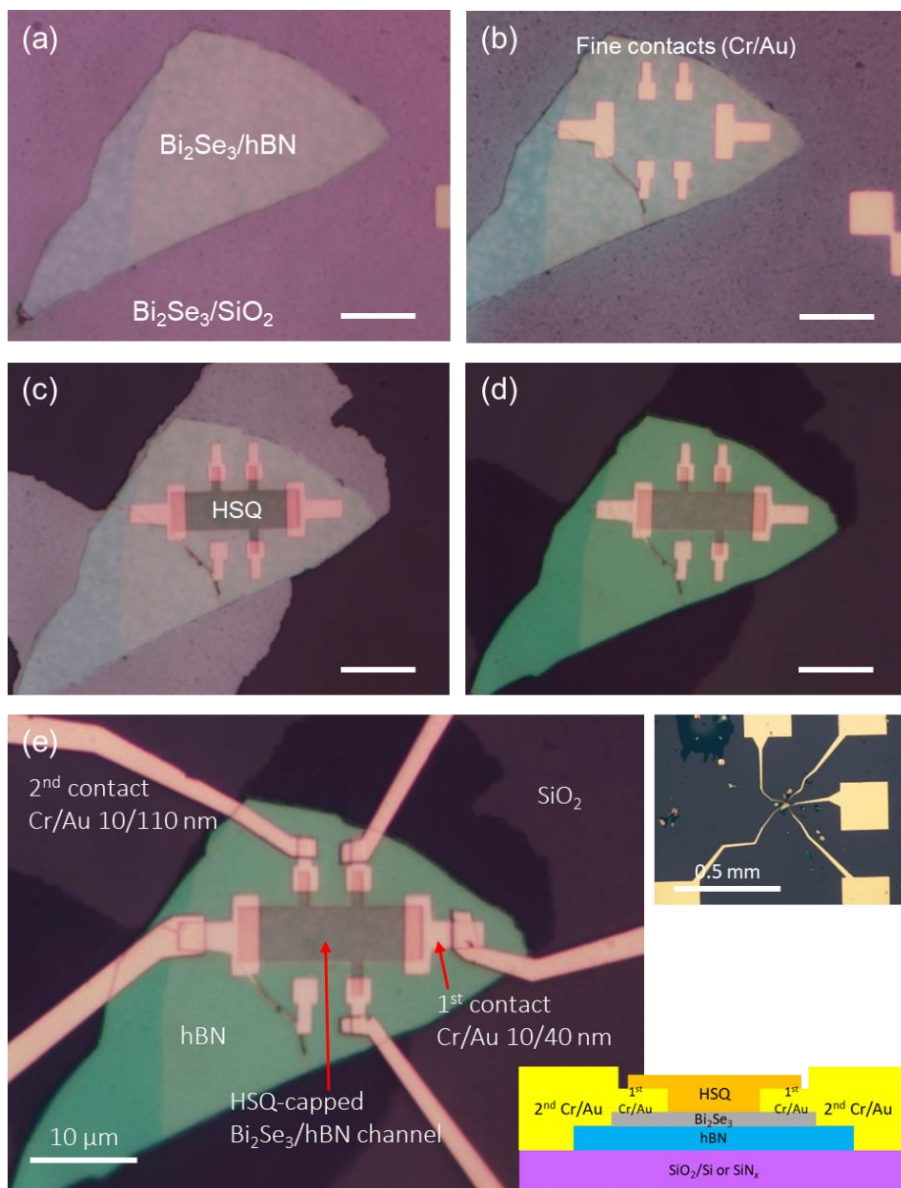 (a)
Bi₂Se₃/hBN
Bi₂Se₃/SiO₂
(b)
Fine contacts (Cr/Au)
(c)
HSQ
(d)
(e)
2ⁿᵈ contact
Cr/Au 10/110 nm
SiO₂
hBN
1ˢᵗ contact
Cr/Au 10/40 nm
HSQ-capped
Bi₂Se₃/hBN channel
10 µm
0.5 mm
2ⁿᵈ Cr/Au
1ˢᵗ
Cr/Au
HSQ
1ˢᵗ
Cr/Au
2ⁿᵈ Cr/Au
Bi₂Se₃
hBN
SiO₂/Si or SiNₓ